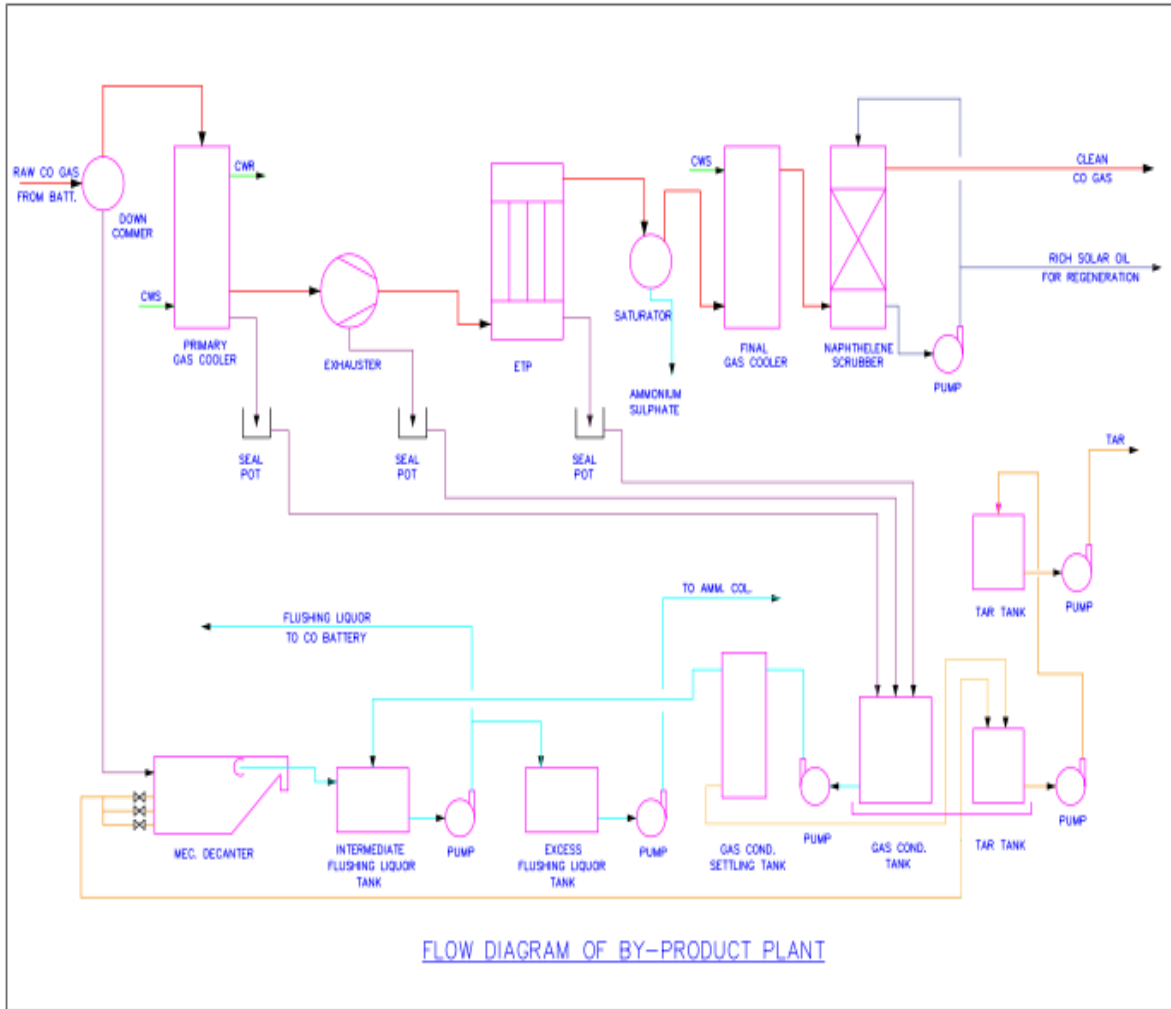 RAW CO GAS
FROM BATT.
DOWN
COMMER
CWR
CWS
PRIMARY
GAS COOLER
EXHAUSTER
ETP
SATURATOR
AMMONIUM
SULPHATE
CWS
FINAL
GAS COOLER
NAPHTHELENE
SCRUBBER
PUMP
CLEAN
CO GAS
RICH SOLAR OIL
FOR REGENERATION
SEAL
POT
SEAL
POT
SEAL
POT
TAR
TAR TANK
PUMP
FLUSHING LIQUOR
TO CO BATTERY
TO AMM. COL.
MEC. DECANTER
INTERMEDIATE
FLUSHING LIQUOR
TANK
PUMP
EXCESS
FLUSHING LIQUOR
TANK
PUMP
GAS COND.
SETTLING TANK
PUMP
GAS COND.
TANK
TAR TANK
PUMP
FLOW DIAGRAM OF BY-PRODUCT PLANT